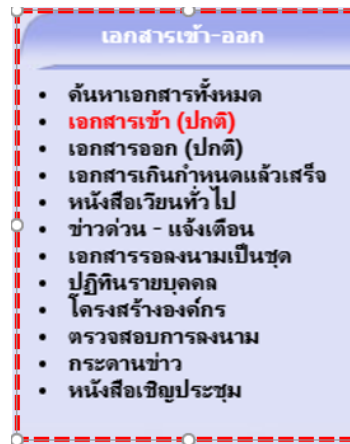 เอกสารเข้า-ออก
ค้นหาเอกสารทั้งหมด
เอกสารเข้า (ปกติ)
เอกสารออก (ปกติ)
เอกสารเกินกำหนดแล้วเสร็จ
หนังสือเวียนทั่วไป
ข่าวด่วน - แจ้งเตือน
เอกสารรอลงนามเป็นชุด
ปฏิทินรายบุคคล
โครงสร้างองค์กร
ตรวจสอบการลงนาม
กระดานข่าว
หนังสือเชิญประชุม